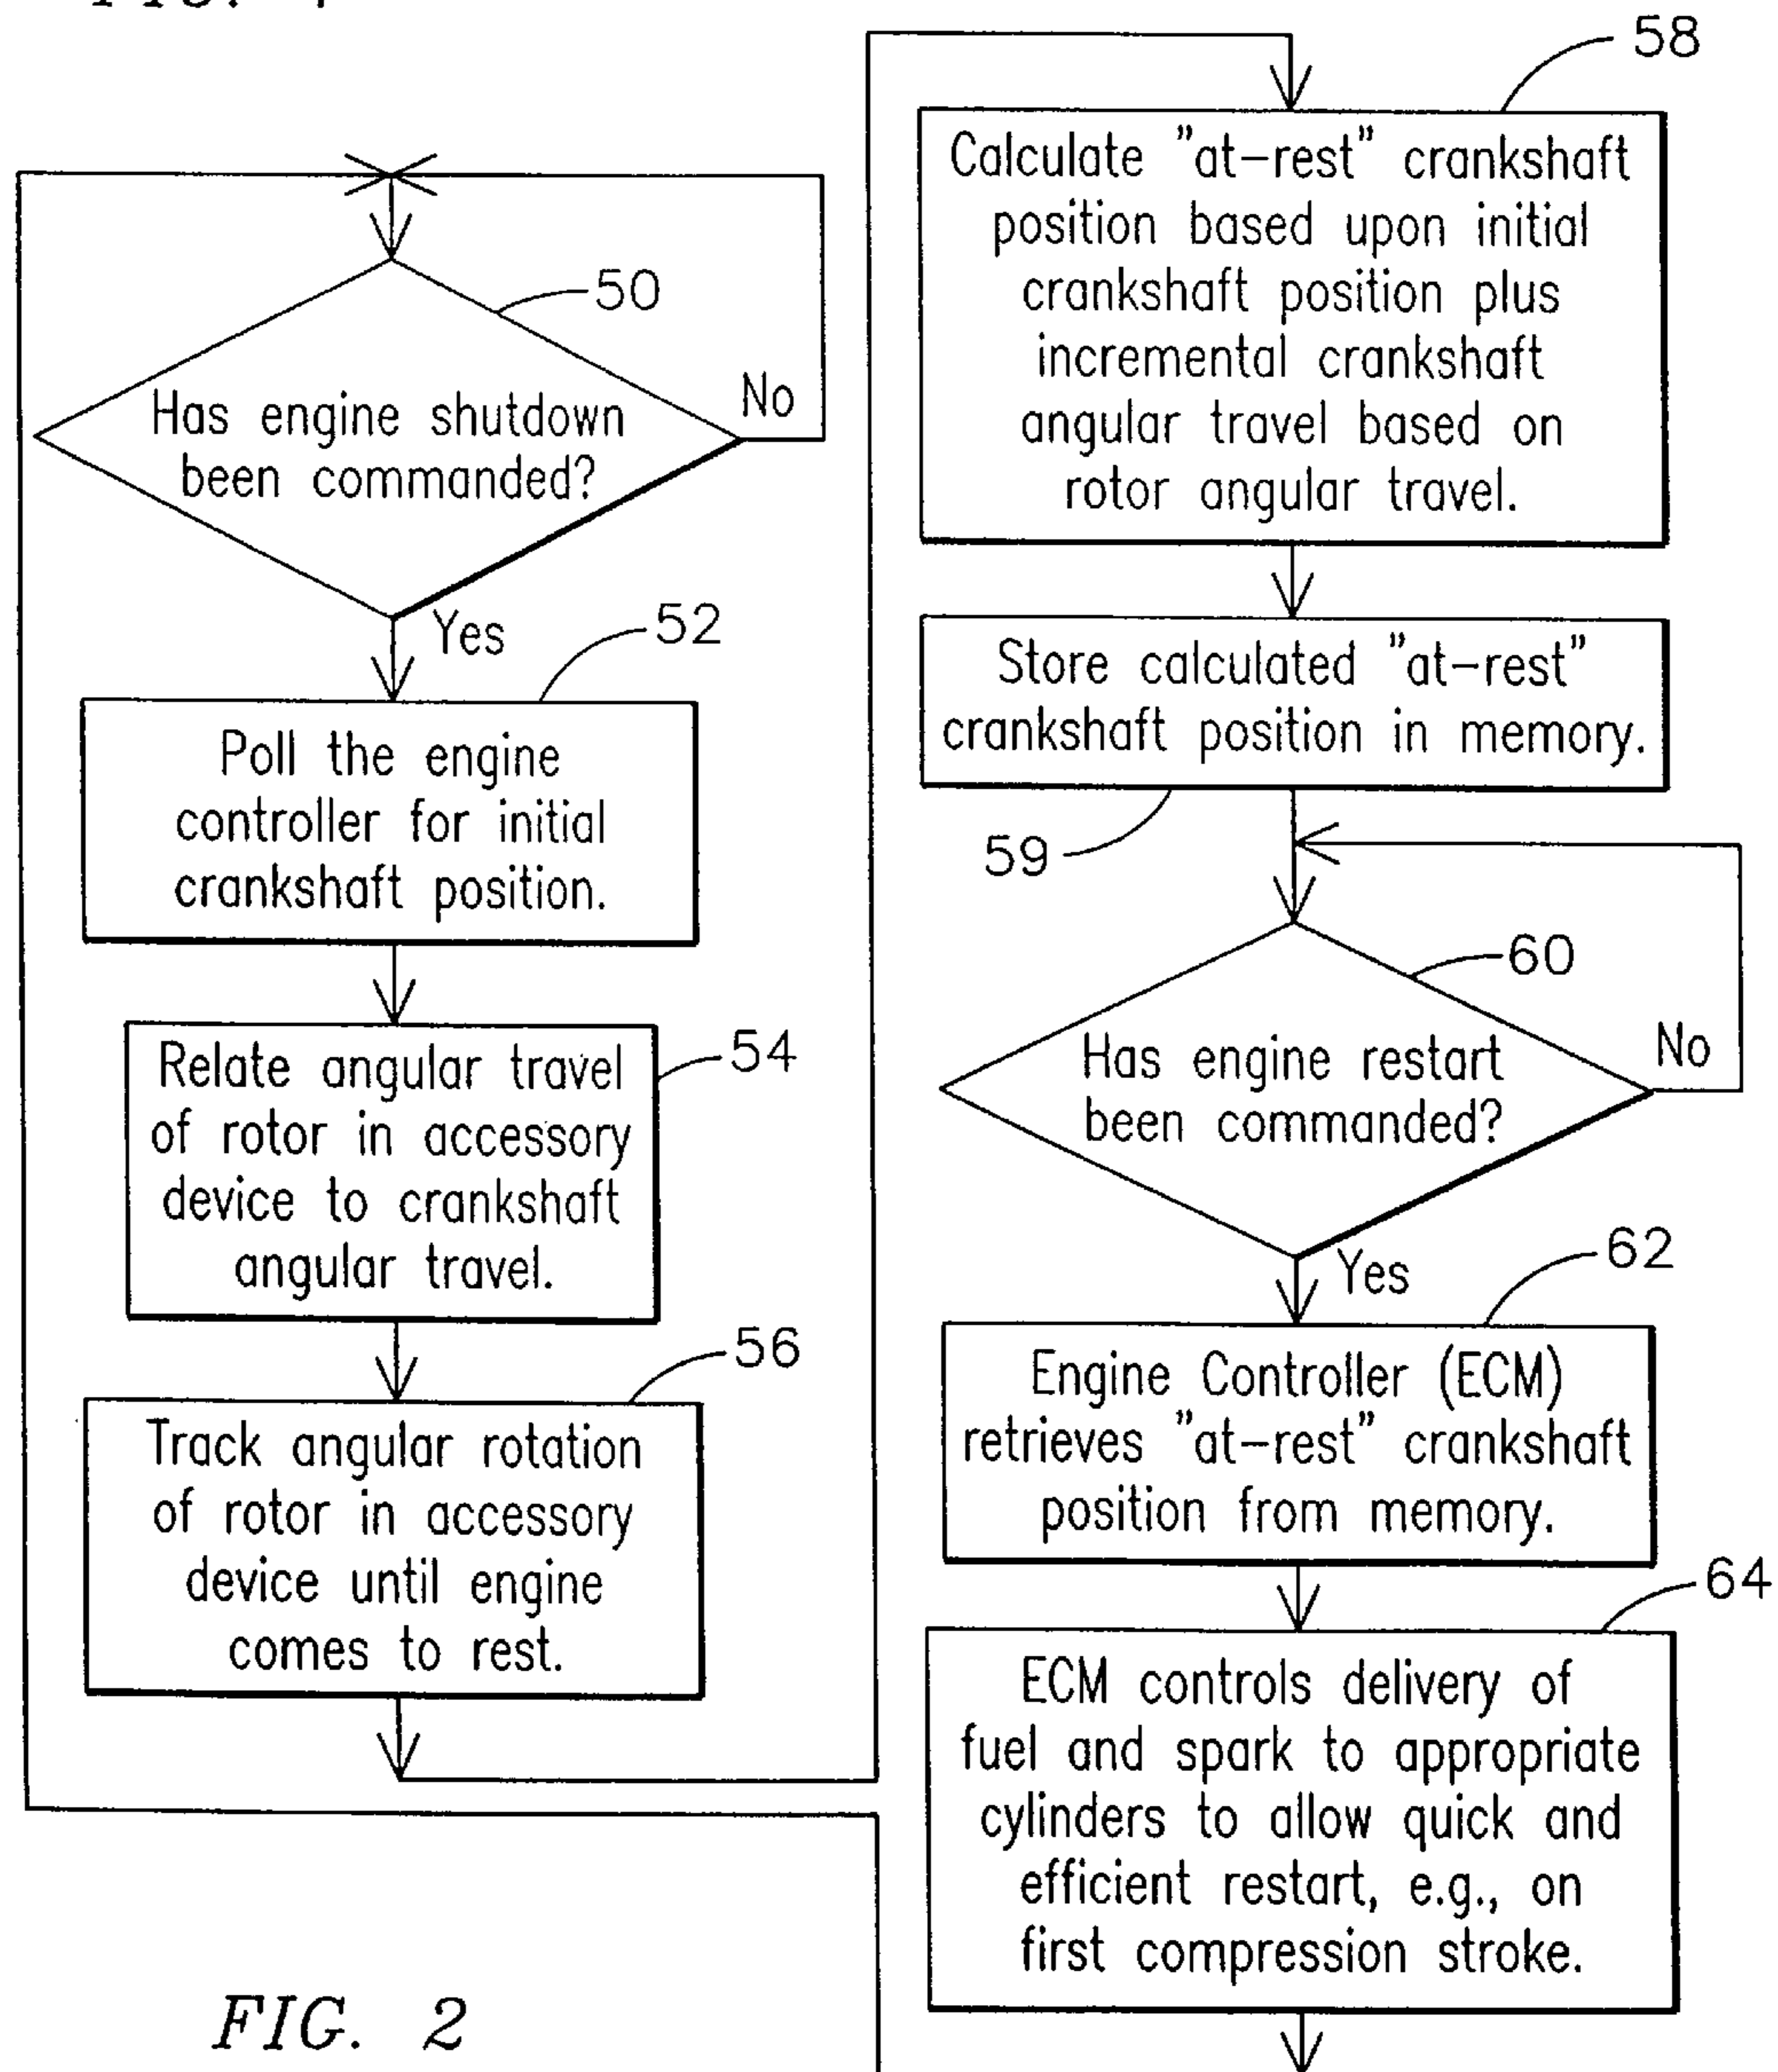 50
Has engine shutdown
been commanded?
No
Yes
52
Poll the engine
controller for initial
crankshaft position.
54
Relate angular travel
of rotor in accessory
device to crankshaft
angular travel.
56
Track angular rotation
of rotor in accessory
device until engine
comes to rest.
58
Calculate "at-rest" crankshaft
position based upon initial
crankshaft position plus
incremental crankshaft
angular travel based on
rotor angular travel.
Store calculated "at-rest"
crankshaft position in memory.
59
60
Has engine restart
been commanded?
No
Yes
62
Engine Controller (ECM)
retrieves "at-rest" crankshaft
position from memory.
64
ECM controls delivery of
fuel and spark to appropriate
cylinders to allow quick and
efficient restart, e.g., on
first compression stroke.
FIG. 2